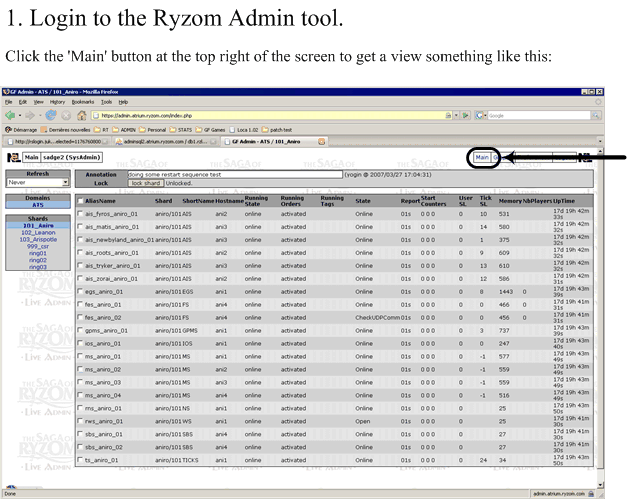 1. Login to the Ryzom Admin tool.
Click the 'Main' button at the top right of the screen to get a view something like this:
GF Admin - ATS / 101_Aniro - Mozilla Firefox
File Edit View History Bookmarks Tools Help
https://admin.atrium.ryzom.com/index.php
Google
Démarrage Dernières nouvelles RT ADMIN Personal STATS GF Games Loca 1.02 patch test
GF Admin - ATS / 101_Aniro
Main sadge2 (SysAdmin) Main
Refresh
Never
Domains
ATS
Shards
101_Aniro
102_Leanon
103_Arispotle
999_csr
ring01
ring02
ring03
Annotation doing some restart sequence test (vogin @ 2007/03/27 17:04:31)
Lock lock shard Unlocked.
AliasName Shard ShortName Hostname Running State Running Orders Running Tags State Report Start Counters User SL Tick SL Memory NbPlayers UpTime
ais_fyros_aniro_01 aniro/101 AIS ani2 online activated Online 01s 0 0 0 0 10 531 17d 19h 42m 33s
ais_matis_aniro_01 aniro/101 AIS ani3 online activated Online 01s 0 0 0 0 14 580 17d 19h 42m 32s
ais_newbyland_aniro_01 aniro/101 AIS ani3 online activated Online 01s 0 0 0 0 1 375 17d 19h 42m 33s
ais_roots_aniro_01 aniro/101 AIS ani2 online activated Online 01s 0 0 0 0 9 609 17d 19h 42m 32s
ais_tryker_aniro_01 aniro/101 AIS ani3 online activated Online 01s 0 0 0 0 13 610 17d 19h 42m 32s
ais_zorai_aniro_01 aniro/101 AIS ani2 online activated Online 01s 0 0 0 0 12 586 17d 19h 42m 31s
egs_aniro_01 aniro/101 EGS ani1 online activated Online 01s 0 0 0 0 8 1443 0 17d 19h 43m 39s
fes_aniro_01 aniro/101 FS ani4 online activated Online 01s 0 0 0 0 0 466 0 17d 19h 41m 31s
fes_aniro_02 aniro/101 FS ani4 online activated CheckUDPComm 01s 0 0 0 0 0 456 0 17d 19h 41m 31s
gpms_aniro_01 aniro/101 GPMS ani1 online activated Online 01s 0 0 0 0 3 737 17d 19h 43m 39s
ios_aniro_01 aniro/101 IOS ani1 online activated Online 01s 0 0 0 0 0 247 17d 19h 43m 40s
ms_aniro_01 aniro/101 MS ani1 online activated Online 01s 0 0 0 0 -1 577 17d 19h 43m 40s
ms_aniro_02 aniro/101 MS ani2 online activated Online 01s 0 0 0 0 -1 559
ms_aniro_03 aniro/101 MS ani3 online activated Online 01s 0 0 0 0 -1 559
ms_aniro_04 aniro/101 MS ani4 online activated Online 01s 0 0 0 0 -1 516
rns_aniro_01 aniro/101 NS ani1 online activated Online 01s 0 0 0 0 25 17d 19h 43m 50s
rws_aniro_01 aniro/101 WS ani1 online activated Open 01s 0 0 0 0 25
sbs_aniro_02 aniro/101 SBS ani4 online activated Online 01s 0 0 0 0 27 17d 19h 41m 30s
sbs_aniro_01 aniro/101 SBS ani4 online activated Online 01s 0 0 0 0 27 17d 19h 41m 30s
ts_aniro_01 aniro/101 TICKS ani1 online activated Online 01s 0 0 0 0 24 34 17d 19h 43m 50s
Done admin.atrium.ryzom.com